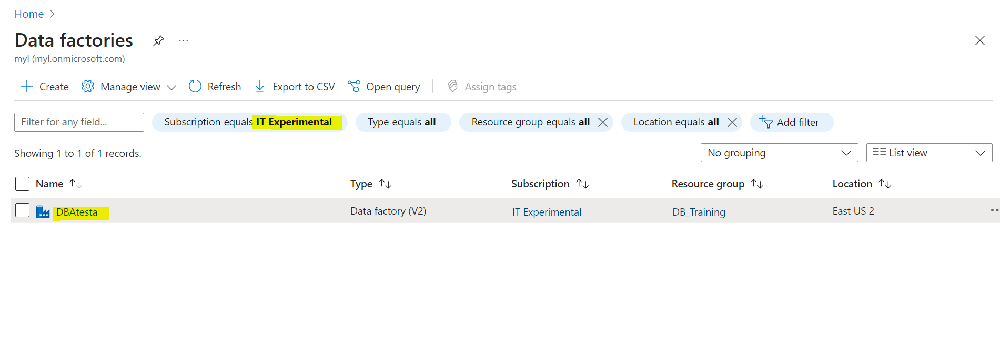 Home
Data factories
myl (myl.onmicrosoft.com)
Create Manage view Refresh Export to CSV Open query Assign tags
Filter for any field... Subscription equals IT Experimental Type equals all Resource group equals all Location equals all Add filter
Showing 1 to 1 of 1 records. No grouping List view
Name Type Subscription Resource group Location
DBAtesta Data factory (V2) IT Experimental DB_Training East US 2